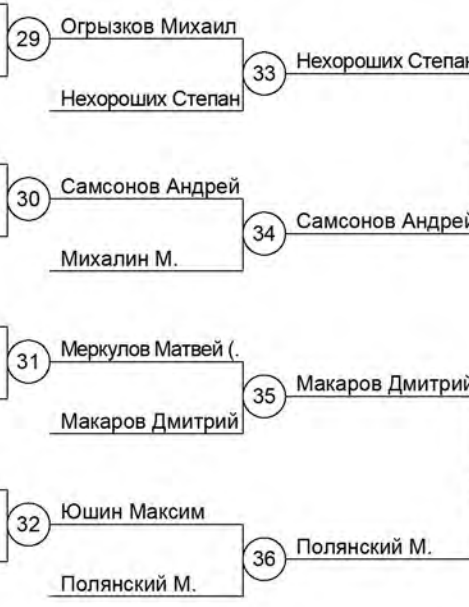 29 Огрызков Михаил
33 Нехороших Степан
Нехороших Степан
30 Самсонов Андрей
34 Самсонов Андрей
Михалин М.
31 Меркулов Матвей (.
35 Макаров Дмитрий
Макаров Дмитрий
32 Юшин Максим
36 Полянский М.
Полянский М.